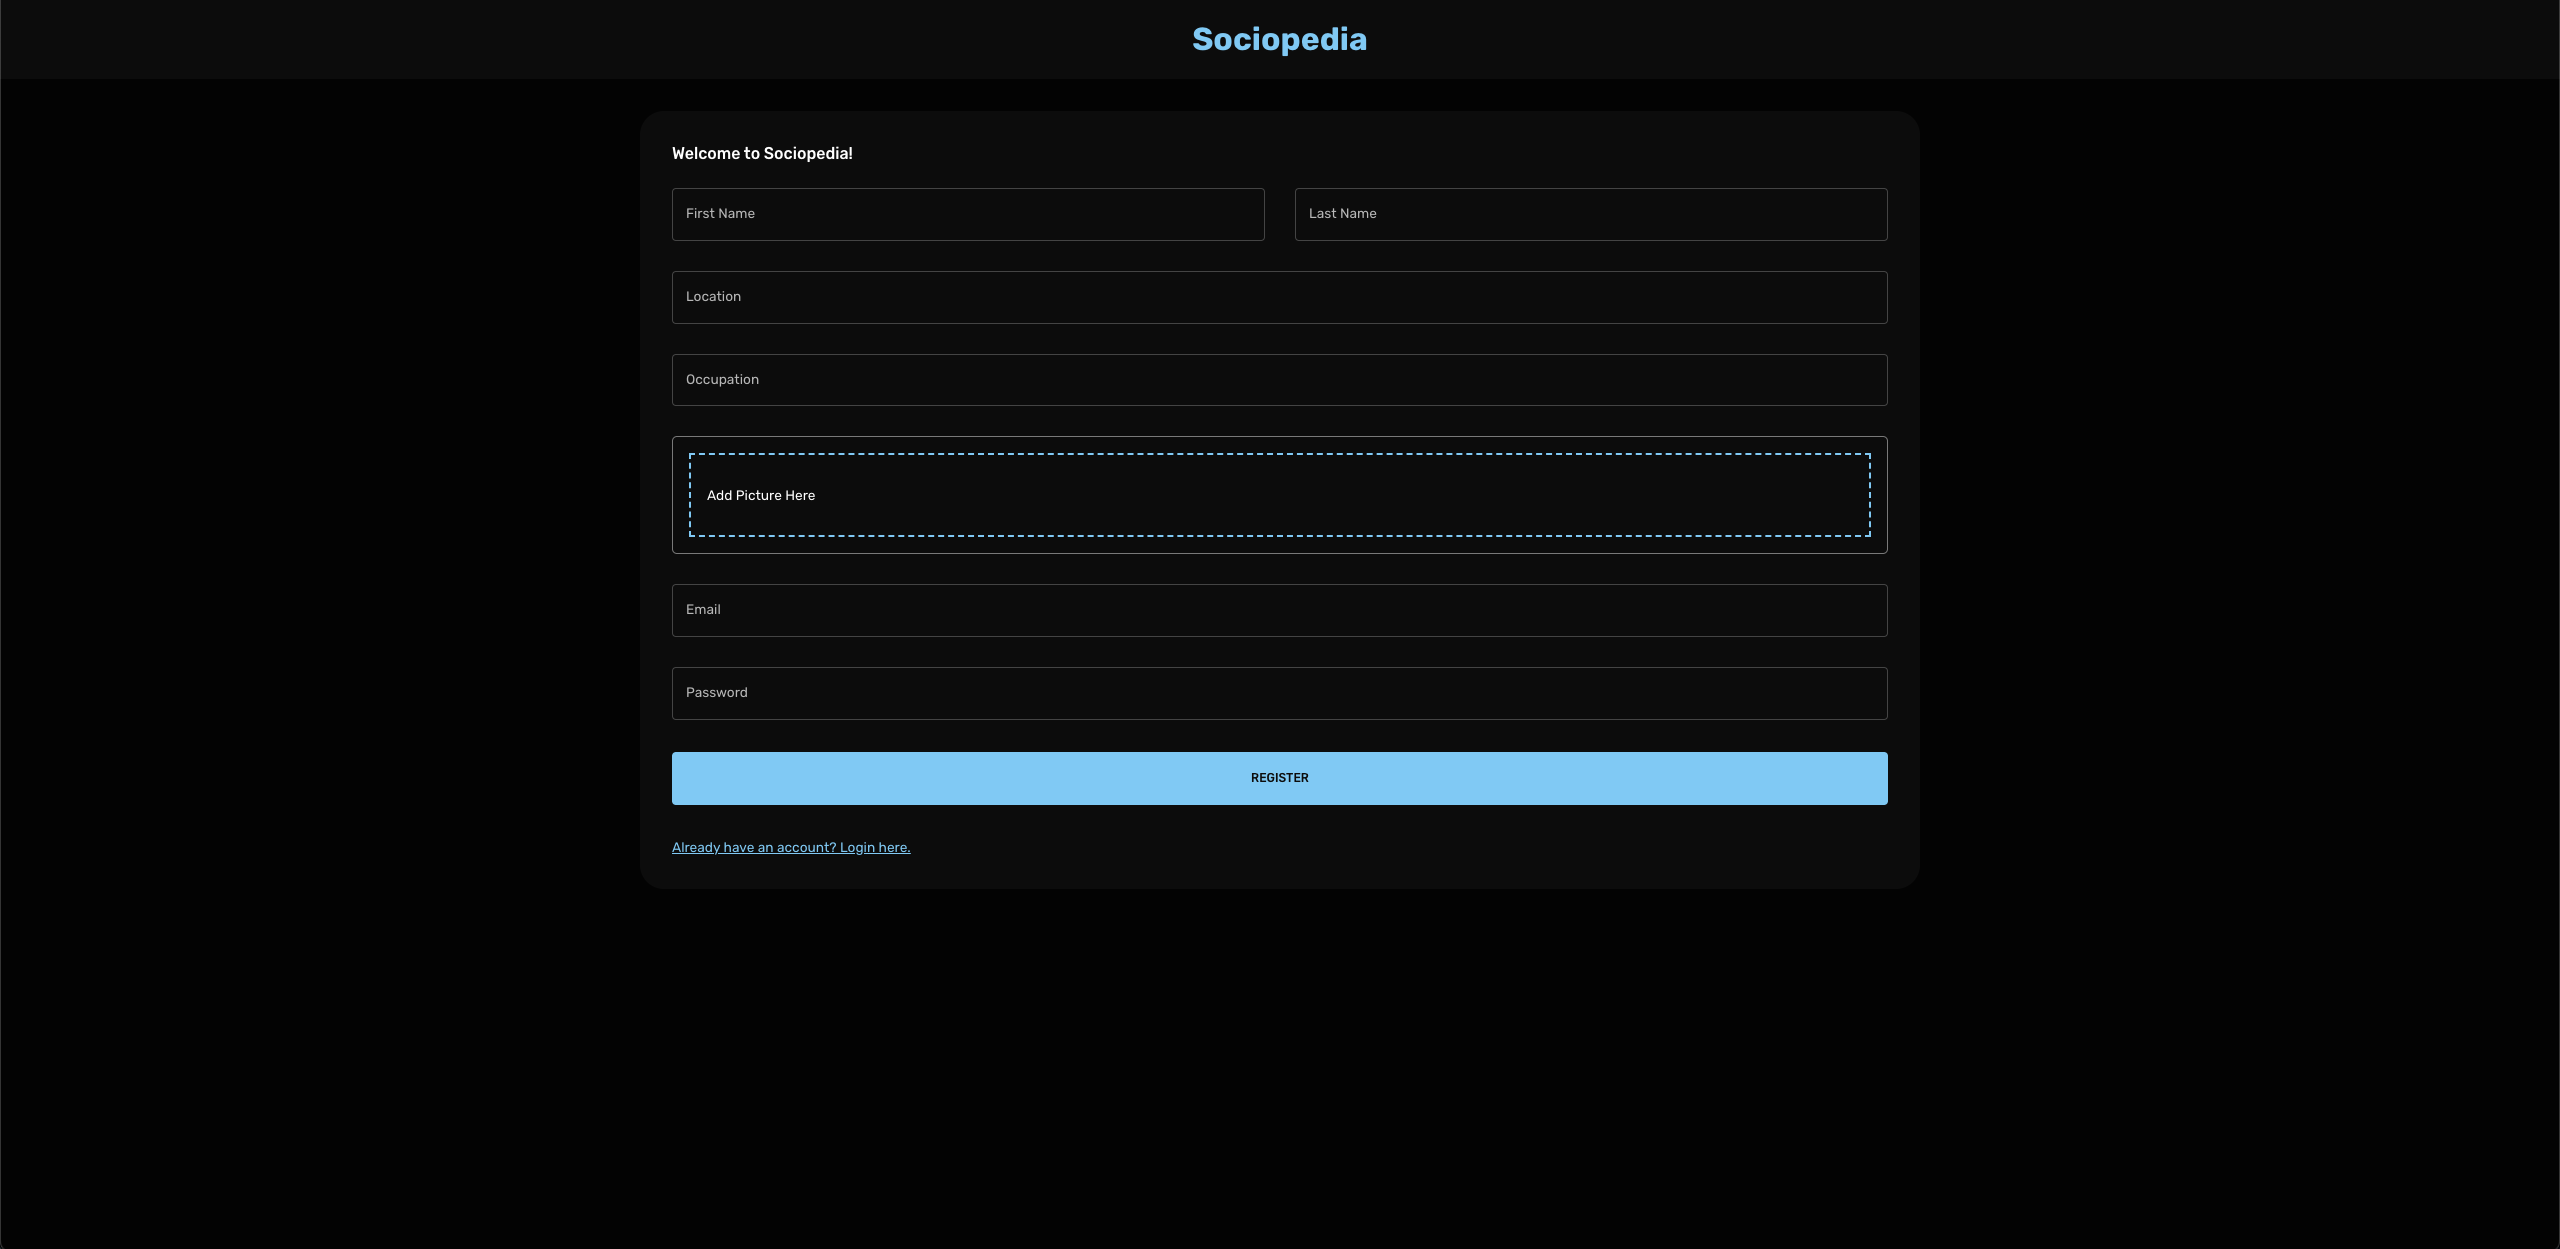 Sociopedia
Welcome to Sociopedia!
First Name
Last Name
Location
Occupation
Add Picture Here
Email
Password
REGISTER
Already have an account? Login here.